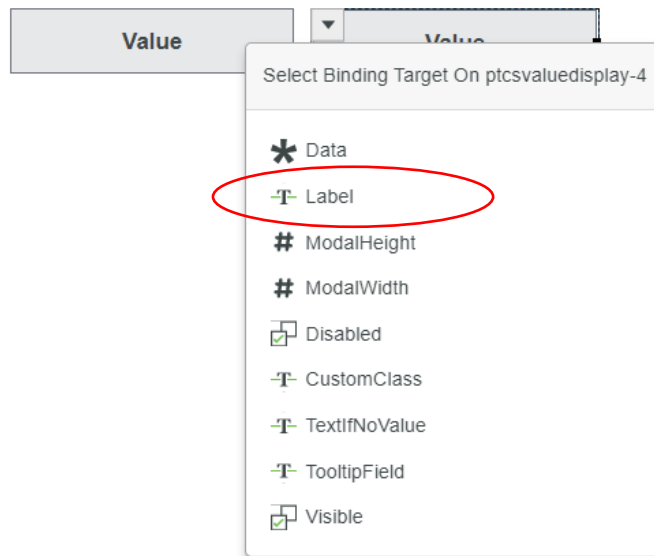 Value
Value
Select Binding Target On ptcsvaluedisplay-4
Data
Label
ModalHeight
ModalWidth
Disabled
CustomClass
TextIfNoValue
TooltipField
Visible